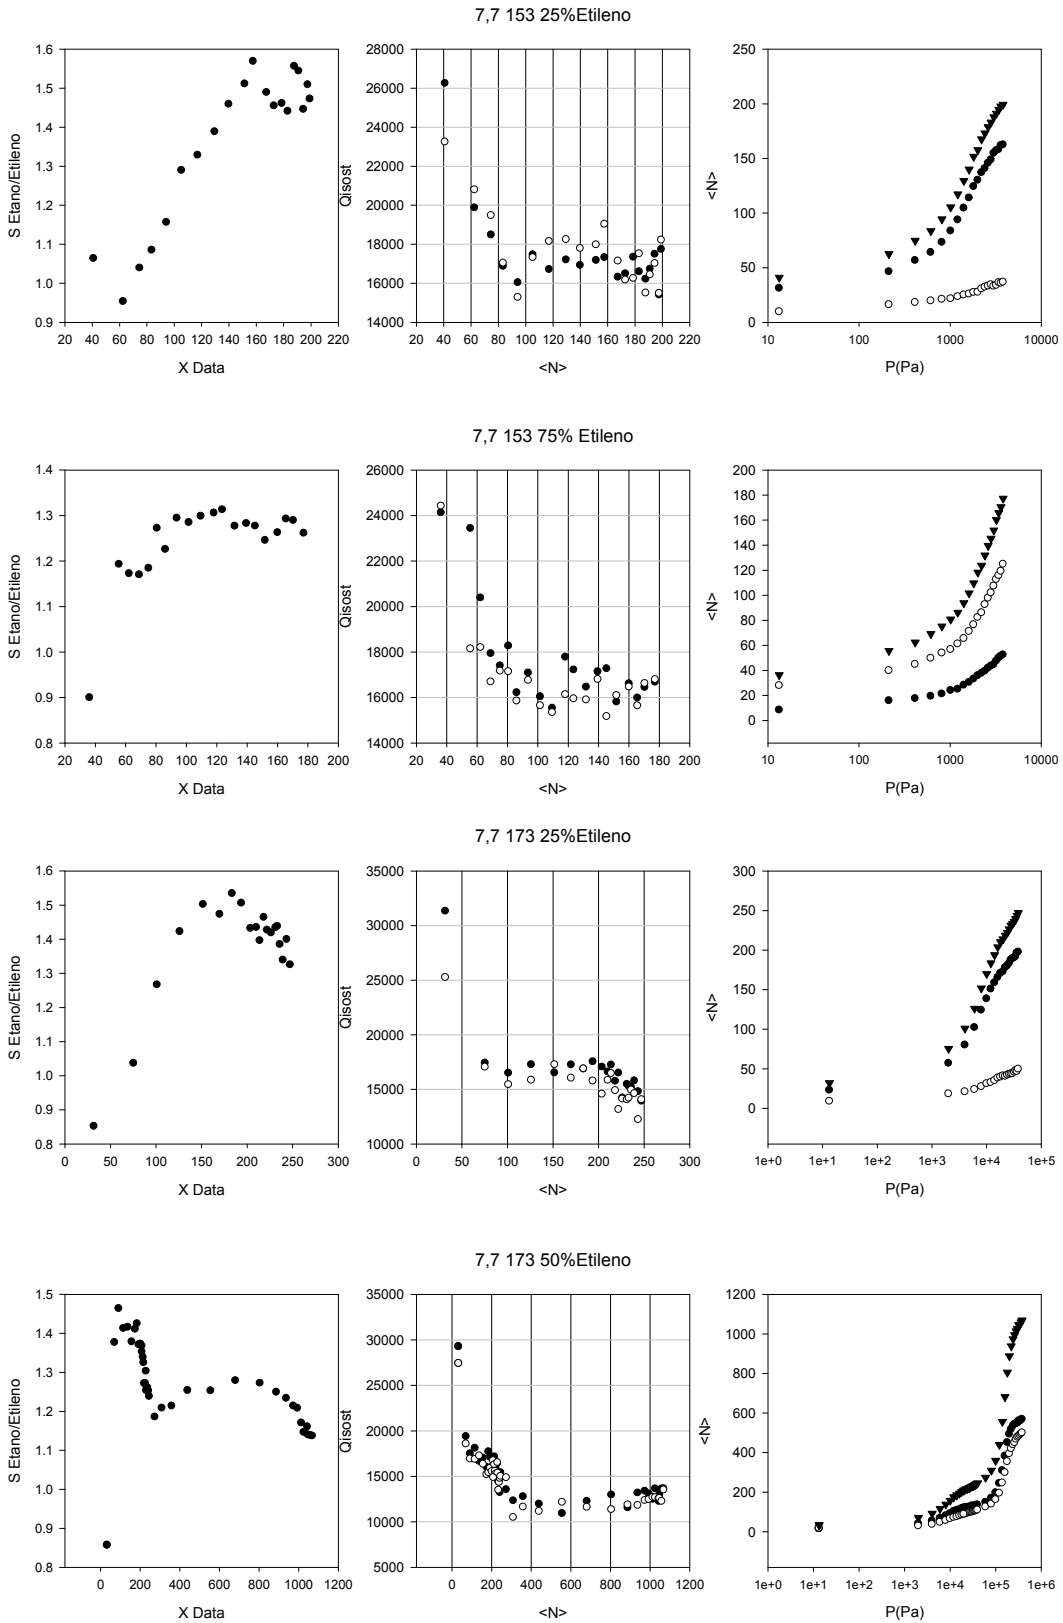 7,7 153 25%Etileno
1.6
1.5
1.4
1.3
1.2
1.1
1.0
0.9
S Etano/Etileno
20 40 60 80 100 120 140 160 180 200 220
X Data
28000
26000
24000
22000
20000
18000
16000
14000
Qisost
20 40 60 80 100 120 140 160 180 200 220
<N>
250
200
150
100
50
0
<N>
10 100 1000 10000
P(Pa)
7,7 153 75% Etileno
1.4
1.3
1.2
1.1
1.0
0.9
0.8
S Etano/Etileno
20 40 60 80 100 120 140 160 180 200
X Data
26000
24000
22000
20000
18000
16000
14000
Qisost
20 40 60 80 100 120 140 160 180 200
<N>
200
180
160
140
120
100
80
60
40
20
0
<N>
10 100 1000 10000
P(Pa)
7,7 173 25%Etileno
1.6
1.5
1.4
1.3
1.2
1.1
1.0
0.9
0.8
S Etano/Etileno
0 50 100 150 200 250 300
X Data
35000
30000
25000
20000
15000
10000
Qisost
0 50 100 150 200 250 300
<N>
300
250
200
150
100
50
0
<N>
1e+0 1e+1 1e+2 1e+3 1e+4 1e+5
P(Pa)
7,7 173 50%Etileno
1.5
1.4
1.3
1.2
1.1
1.0
0.9
0.8
S Etano/Etileno
0 200 400 600 800 1000 1200
X Data
35000
30000
25000
20000
15000
10000
5000
Qisost
0 200 400 600 800 1000 1200
<N>
1200
1000
800
600
400
200
0
<N>
1e+0 1e+1 1e+2 1e+3 1e+4 1e+5 1e+6
P(Pa)